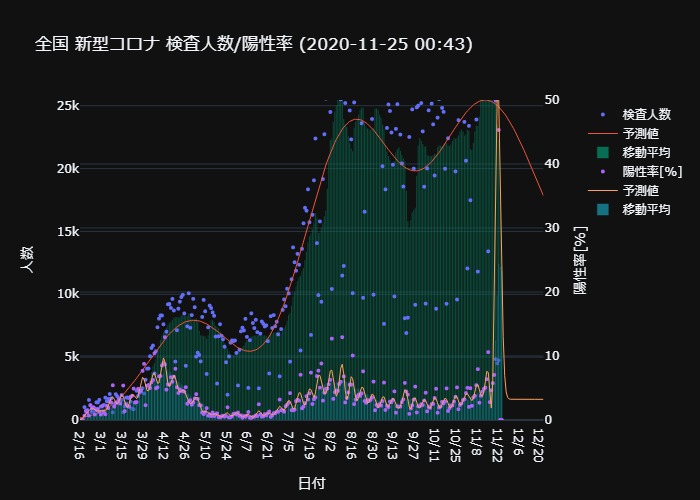 全国 新型コロナ 検査人数/陽性率 (2020-11-25 00:43)
25k
20k
15k
10k
5k
0
人数
50
40
30
20
10
0
陽性率[%]
検査人数
予測値
移動平均
陽性率[%]
予測値
移動平均
2/16
3/1
3/15
3/29
4/12
4/26
5/10
5/24
6/7
6/21
7/5
7/19
8/2
8/16
8/30
9/13
9/27
10/11
10/25
11/8
11/22
12/6
12/20
日付